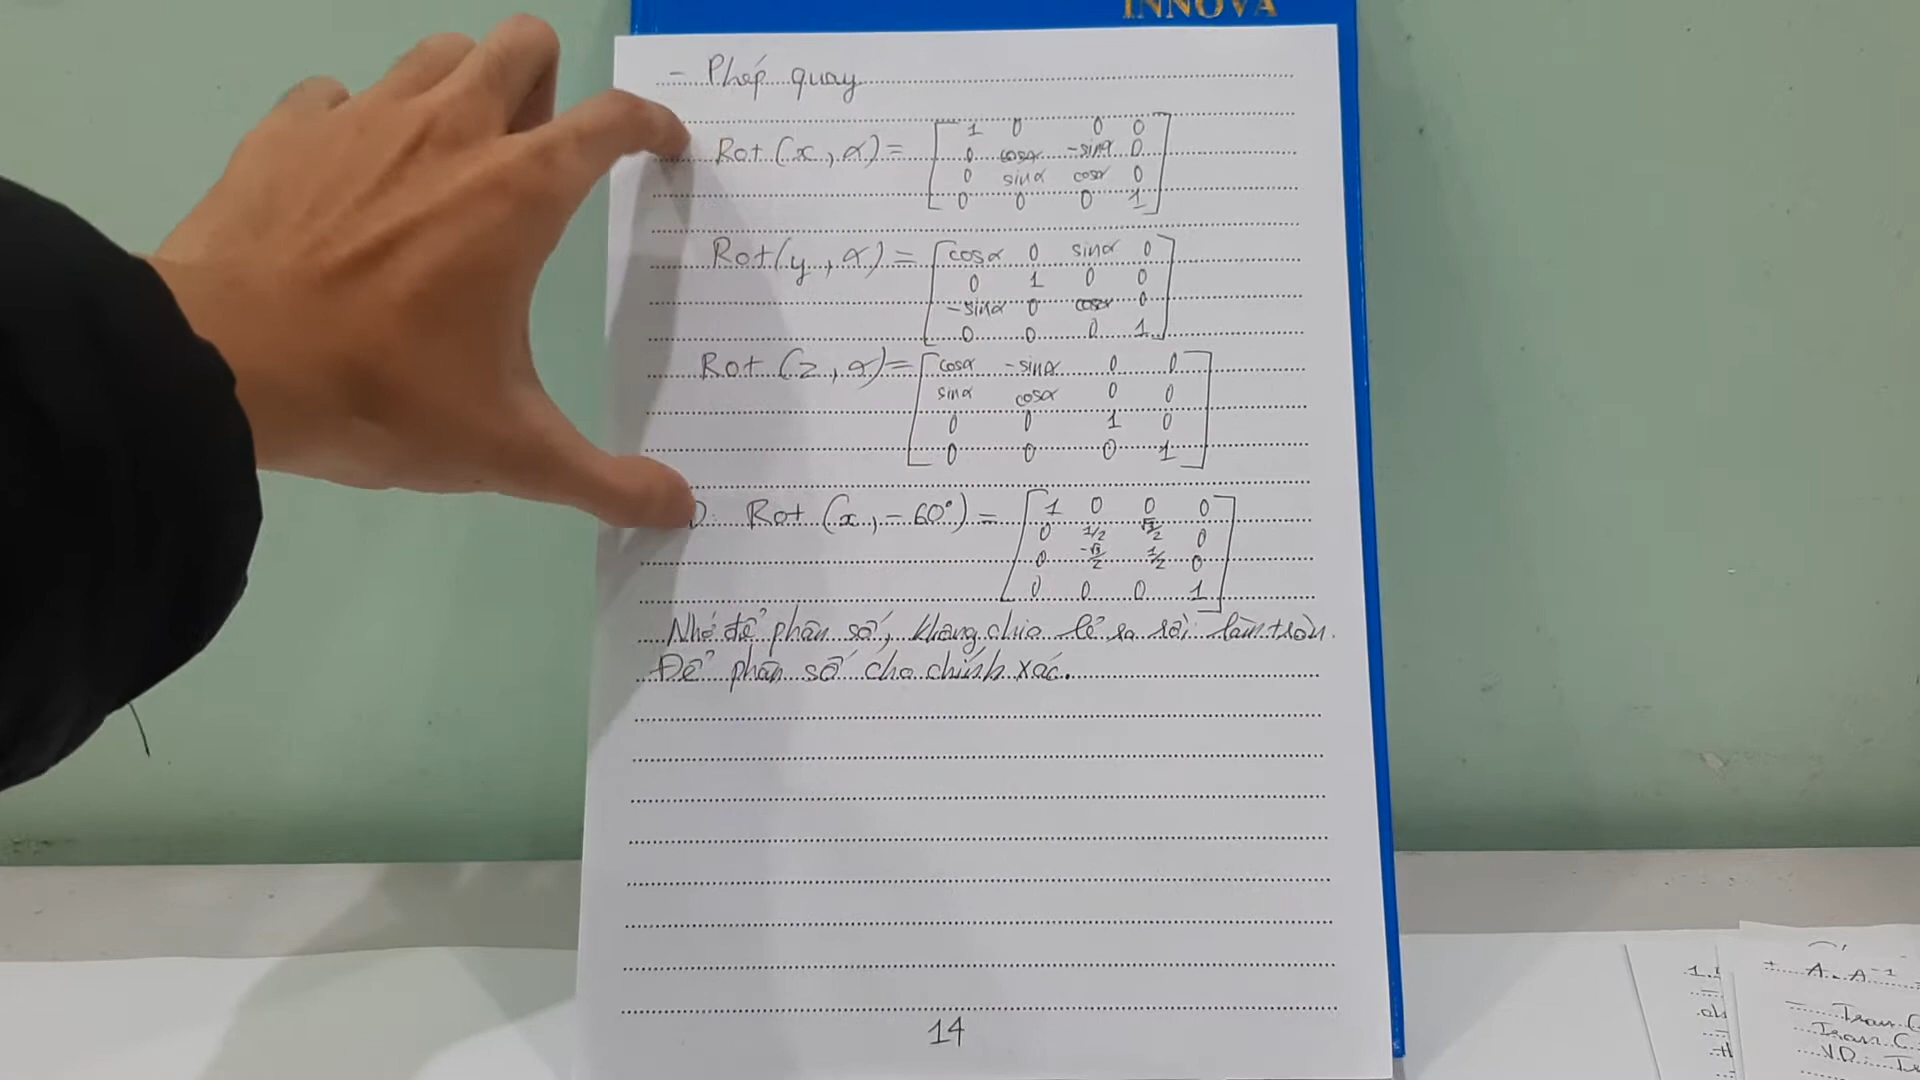 INNOVA
- Phép quay
Rot (x, α) =
1 0 0 0
0 cosα -sinα 0
0 sinα cosα 0
0 0 0 1
Rot (y, α) =
cosα 0 sinα 0
0 1 0 0
-sinα 0 cosα 0
0 0 0 1
Rot (z, α) =
cosα -sinα 0 0
sinα cosα 0 0
0 0 1 0
0 0 0 1
D: Rot (x, -60°) =
1 0 0 0
0 1/2 √3/2 0
0 -√3/2 1/2 0
0 0 0 1
Nhớ để phân số, không chia lẻ ra rồi làm tròn.
Để phân số cho chính xác.
14
A.A⁻¹ =
Tran C
Tran C
V.D: